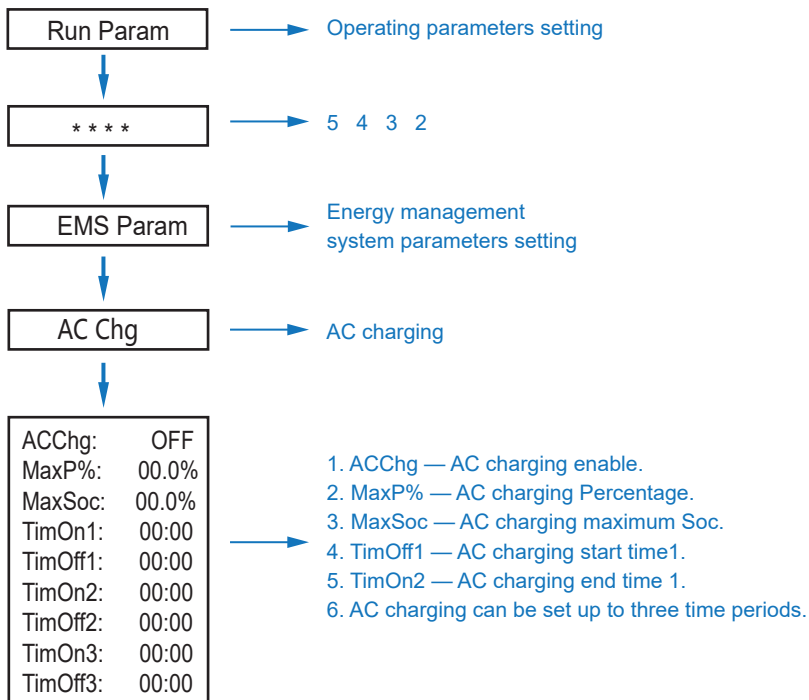 Run Param
Operating parameters setting
* * * *
5 4 3 2
EMS Param
Energy management
system parameters setting
AC Chg
AC charging
ACChg: OFF
MaxP%: 00.0%
MaxSoc: 00.0%
TimOn1: 00:00
TimOff1: 00:00
TimOn2: 00:00
TimOff2: 00:00
TimOn3: 00:00
TimOff3: 00:00
1. ACChg — AC charging enable.
2. MaxP% — AC charging Percentage.
3. MaxSoc — AC charging maximum Soc.
4. TimOff1 — AC charging start time1.
5. TimOn2 — AC charging end time 1.
6. AC charging can be set up to three time periods.